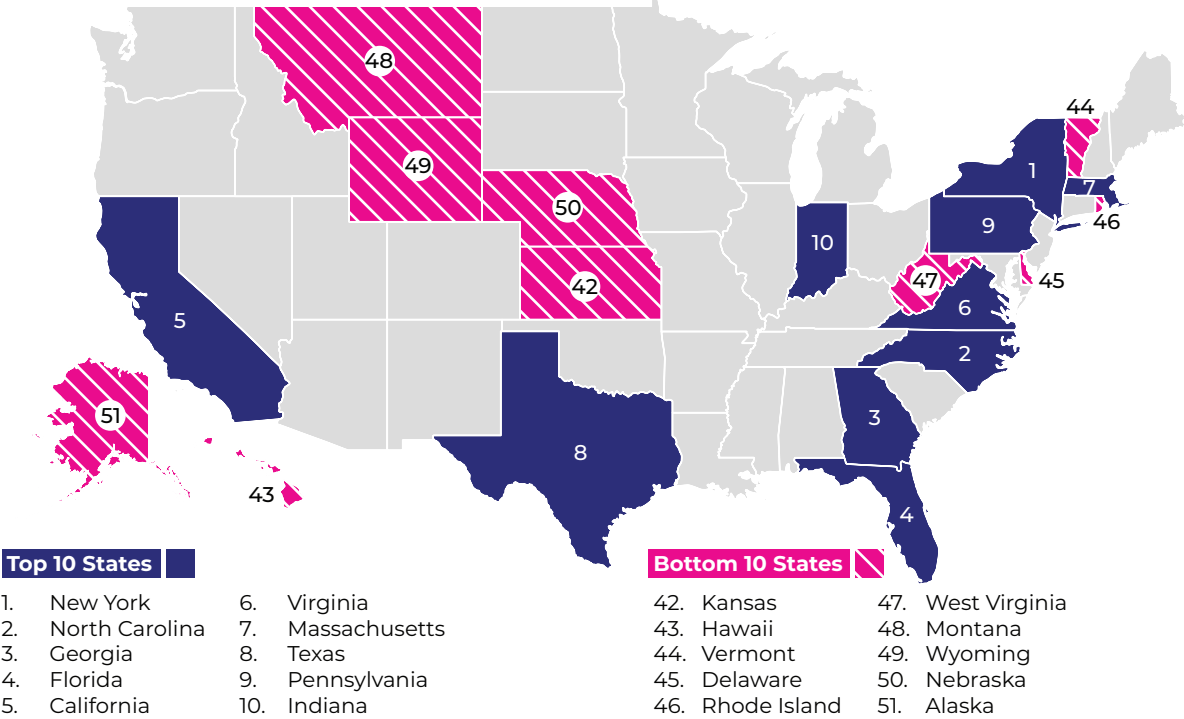 48
44
49
1
7
50
46
9
10
47
45
42
6
5
2
51
3
8
43
4
Top 10 States
1. New York
2. North Carolina
3. Georgia
4. Florida
5. California
6. Virginia
7. Massachusetts
8. Texas
9. Pennsylvania
10. Indiana
Bottom 10 States
42. Kansas
43. Hawaii
44. Vermont
45. Delaware
46. Rhode Island
47. West Virginia
48. Montana
49. Wyoming
50. Nebraska
51. Alaska